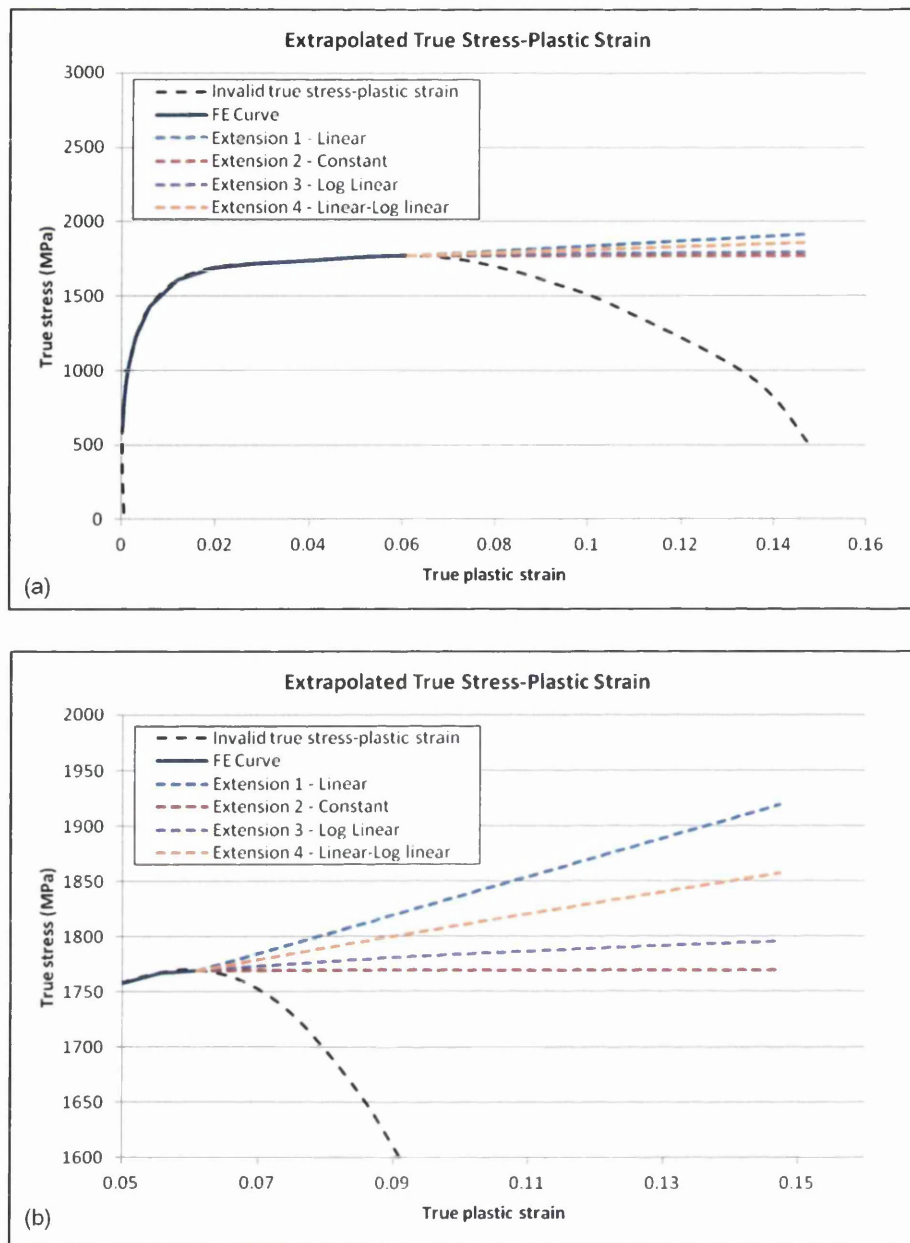 Extrapolated True Stress-Plastic Strain
3000
2500
2000
1500
1000
500
0
True stress (MPa)
Invalid true stress-plastic strain
FE Curve
Extension 1 - Linear
Extension 2 - Constant
Extension 3 - Log Linear
Extension 4 - Linear-Log linear
0 0.02 0.04 0.06 0.08 0.1 0.12 0.14 0.16
True plastic strain
(a)
Extrapolated True Stress-Plastic Strain
2000
1950
1900
1850
1800
1750
1700
1650
1600
True stress (MPa)
Invalid true stress-plastic strain
FE Curve
Extension 1 - Linear
Extension 2 - Constant
Extension 3 - Log Linear
Extension 4 - Linear-Log linear
0.05 0.07 0.09 0.11 0.13 0.15
True plastic strain
(b)